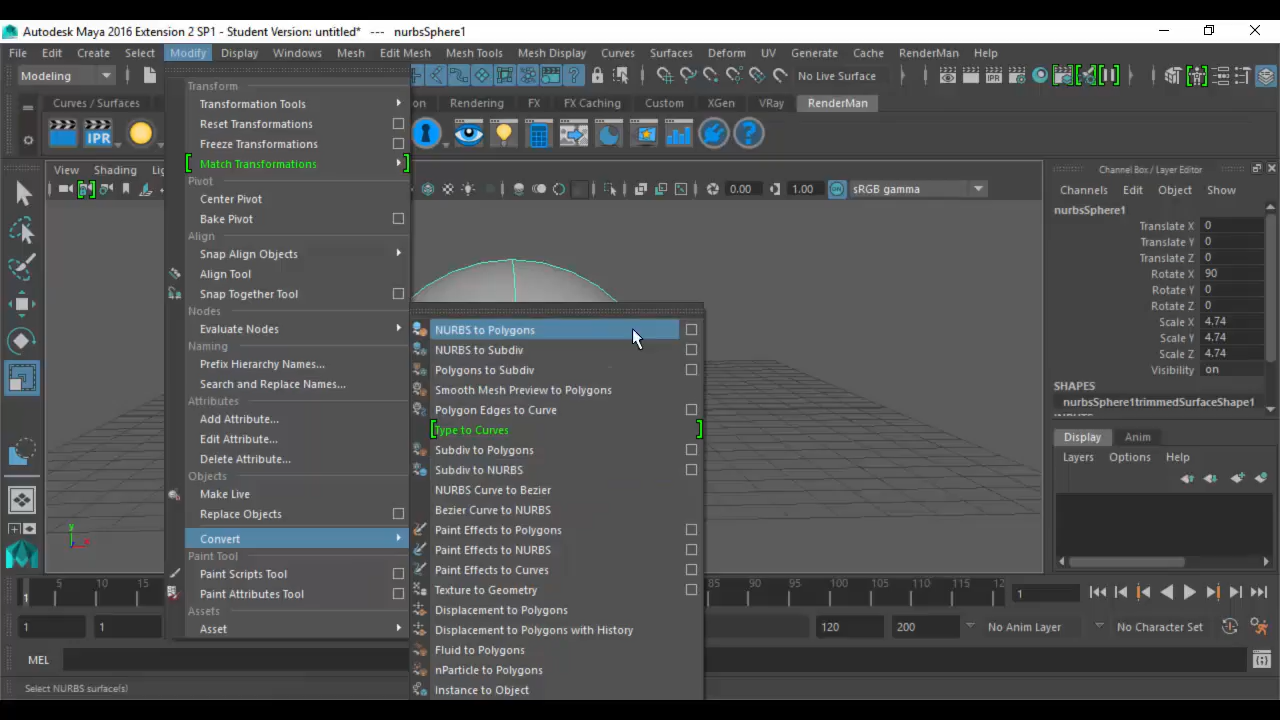 Autodesk Maya 2016 Extension 2 SP1 - Student Version: untitled* --- nurbsSphere1
File Edit Create Select Modify Display Windows Mesh Edit Mesh Mesh Tools Mesh Display Curves Surfaces Deform UV Generate Cache RenderMan Help
Modeling No Live Surface
Curves / Surfaces Rendering FX FX Caching Custom XGen VRay RenderMan
IPR
View Shading 0.00 1.00 sRGB gamma
Transform
Transformation Tools
Reset Transformations
Freeze Transformations
Match Transformations
Pivot
Center Pivot
Bake Pivot
Align
Snap Align Objects
Align Tool
Snap Together Tool
Nodes
Evaluate Nodes
Naming
Prefix Hierarchy Names...
Search and Replace Names...
Attributes
Add Attribute...
Edit Attribute...
Delete Attribute...
Objects
Make Live
Replace Objects
Convert
Paint Tool
Paint Scripts Tool
Paint Attributes Tool
Assets
Asset
NURBS to Polygons
NURBS to Subdiv
Polygons to Subdiv
Smooth Mesh Preview to Polygons
Polygon Edges to Curve
Type to Curves
Subdiv to Polygons
Subdiv to NURBS
NURBS Curve to Bezier
Bezier Curve to NURBS
Paint Effects to Polygons
Paint Effects to NURBS
Paint Effects to Curves
Texture to Geometry
Displacement to Polygons
Displacement to Polygons with History
Fluid to Polygons
nParticle to Polygons
Instance to Object
Channel Box / Layer Editor
Channels Edit Object Show
nurbsSphere1
Translate X 0
Translate Y 0
Translate Z 0
Rotate X 90
Rotate Y 0
Rotate Z 0
Scale X 4.74
Scale Y 4.74
Scale Z 4.74
Visibility on
SHAPES
nurbsSphere1trimmedSurfaceShape1
Display Anim
Layers Options Help
y
1 5 10 15 85 90 95 100 105 110 115 12 1
1 1 120 200 No Anim Layer No Character Set
MEL
Select NURBS surface(s)